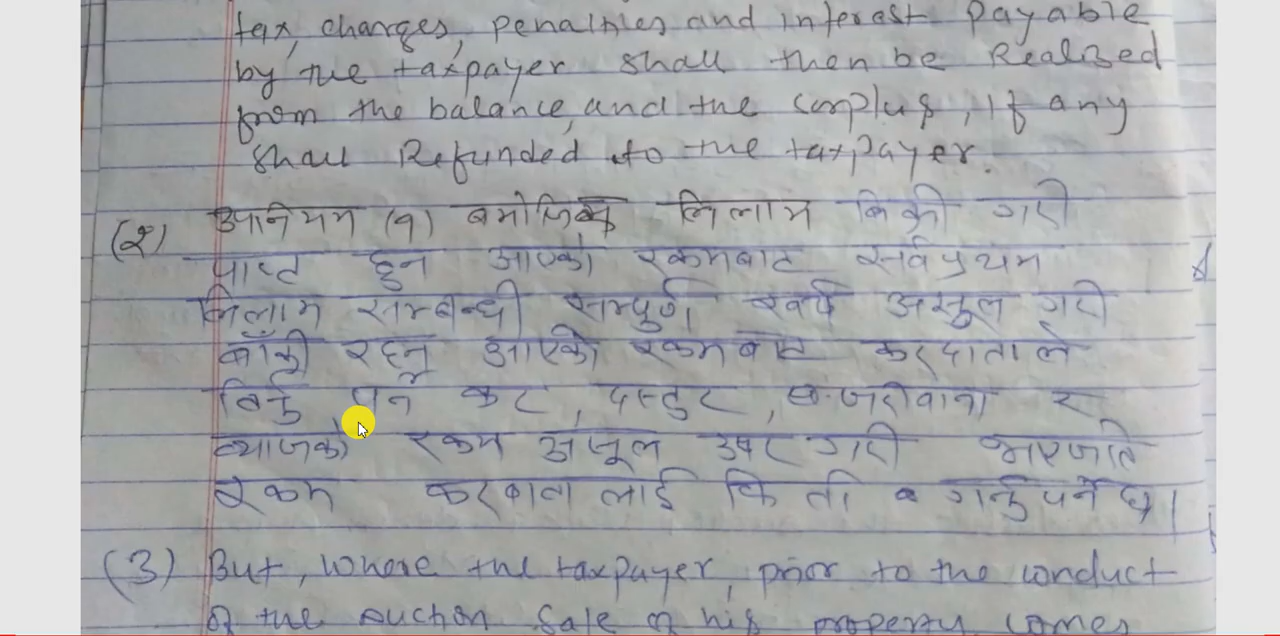 tax, charges, penalties and interest payable
by the taxpayer shall then be Realized
from the balance, and the surplus, if any
shall Refunded to the taxpayer.
(२) आनियम (१) बमोजिम लिलाम बिक्री गरी
प्राप्त हुन आएको रकमबाट सर्वप्रथम
लिलाम सम्बन्धी सम्पुर्ण खर्च असुल गरी
बाँकी रहन आएको रकमबाट करदाताले
तिर्नु पर्ने कर, दस्तुर, जरीवाना र
व्याजको रकम असूल उपर गरी भएजति
रकम करदातालाई फिर्ता गर्नुपर्नेछ।
(3) But, where the taxpayer, prior to the conduct
of the auction sale of his property comes